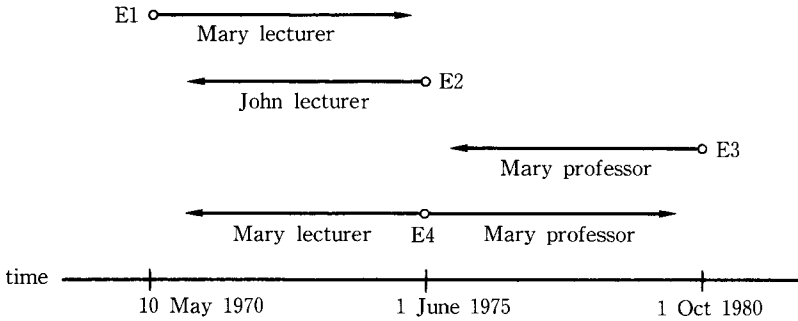 E1
Mary lecturer
E2
John lecturer
E3
Mary professor
Mary lecturer E4 Mary professor
time
10 May 1970 1 June 1975 1 Oct 1980